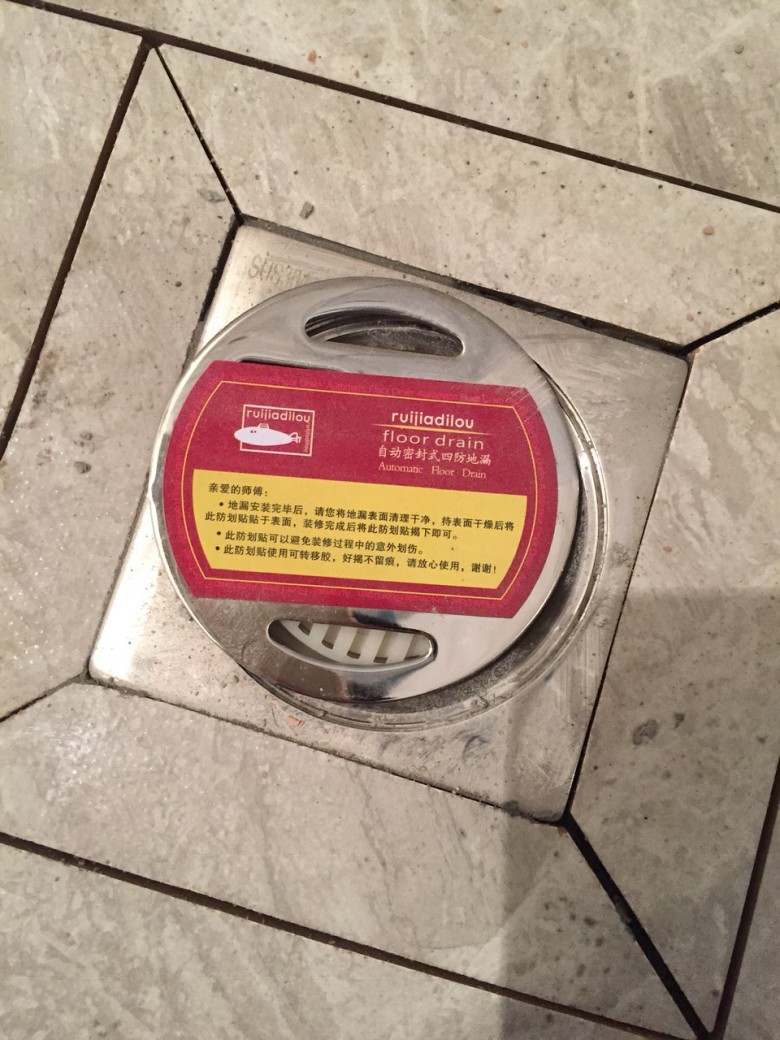 SUS30
ruijiadilou
ruijiadilou
floor drain
自动密封式四防地漏
Automatic Floor Drain
亲爱的师傅：
• 地漏安装完毕后，请您将地漏表面清理干净，待表面干燥后将
此防划贴贴于表面，装修完成后将此防划贴揭下即可。
• 此防划贴可以避免装修过程中的意外划伤。
• 此防划贴使用可转移胶，好揭不留痕，请放心使用，谢谢！